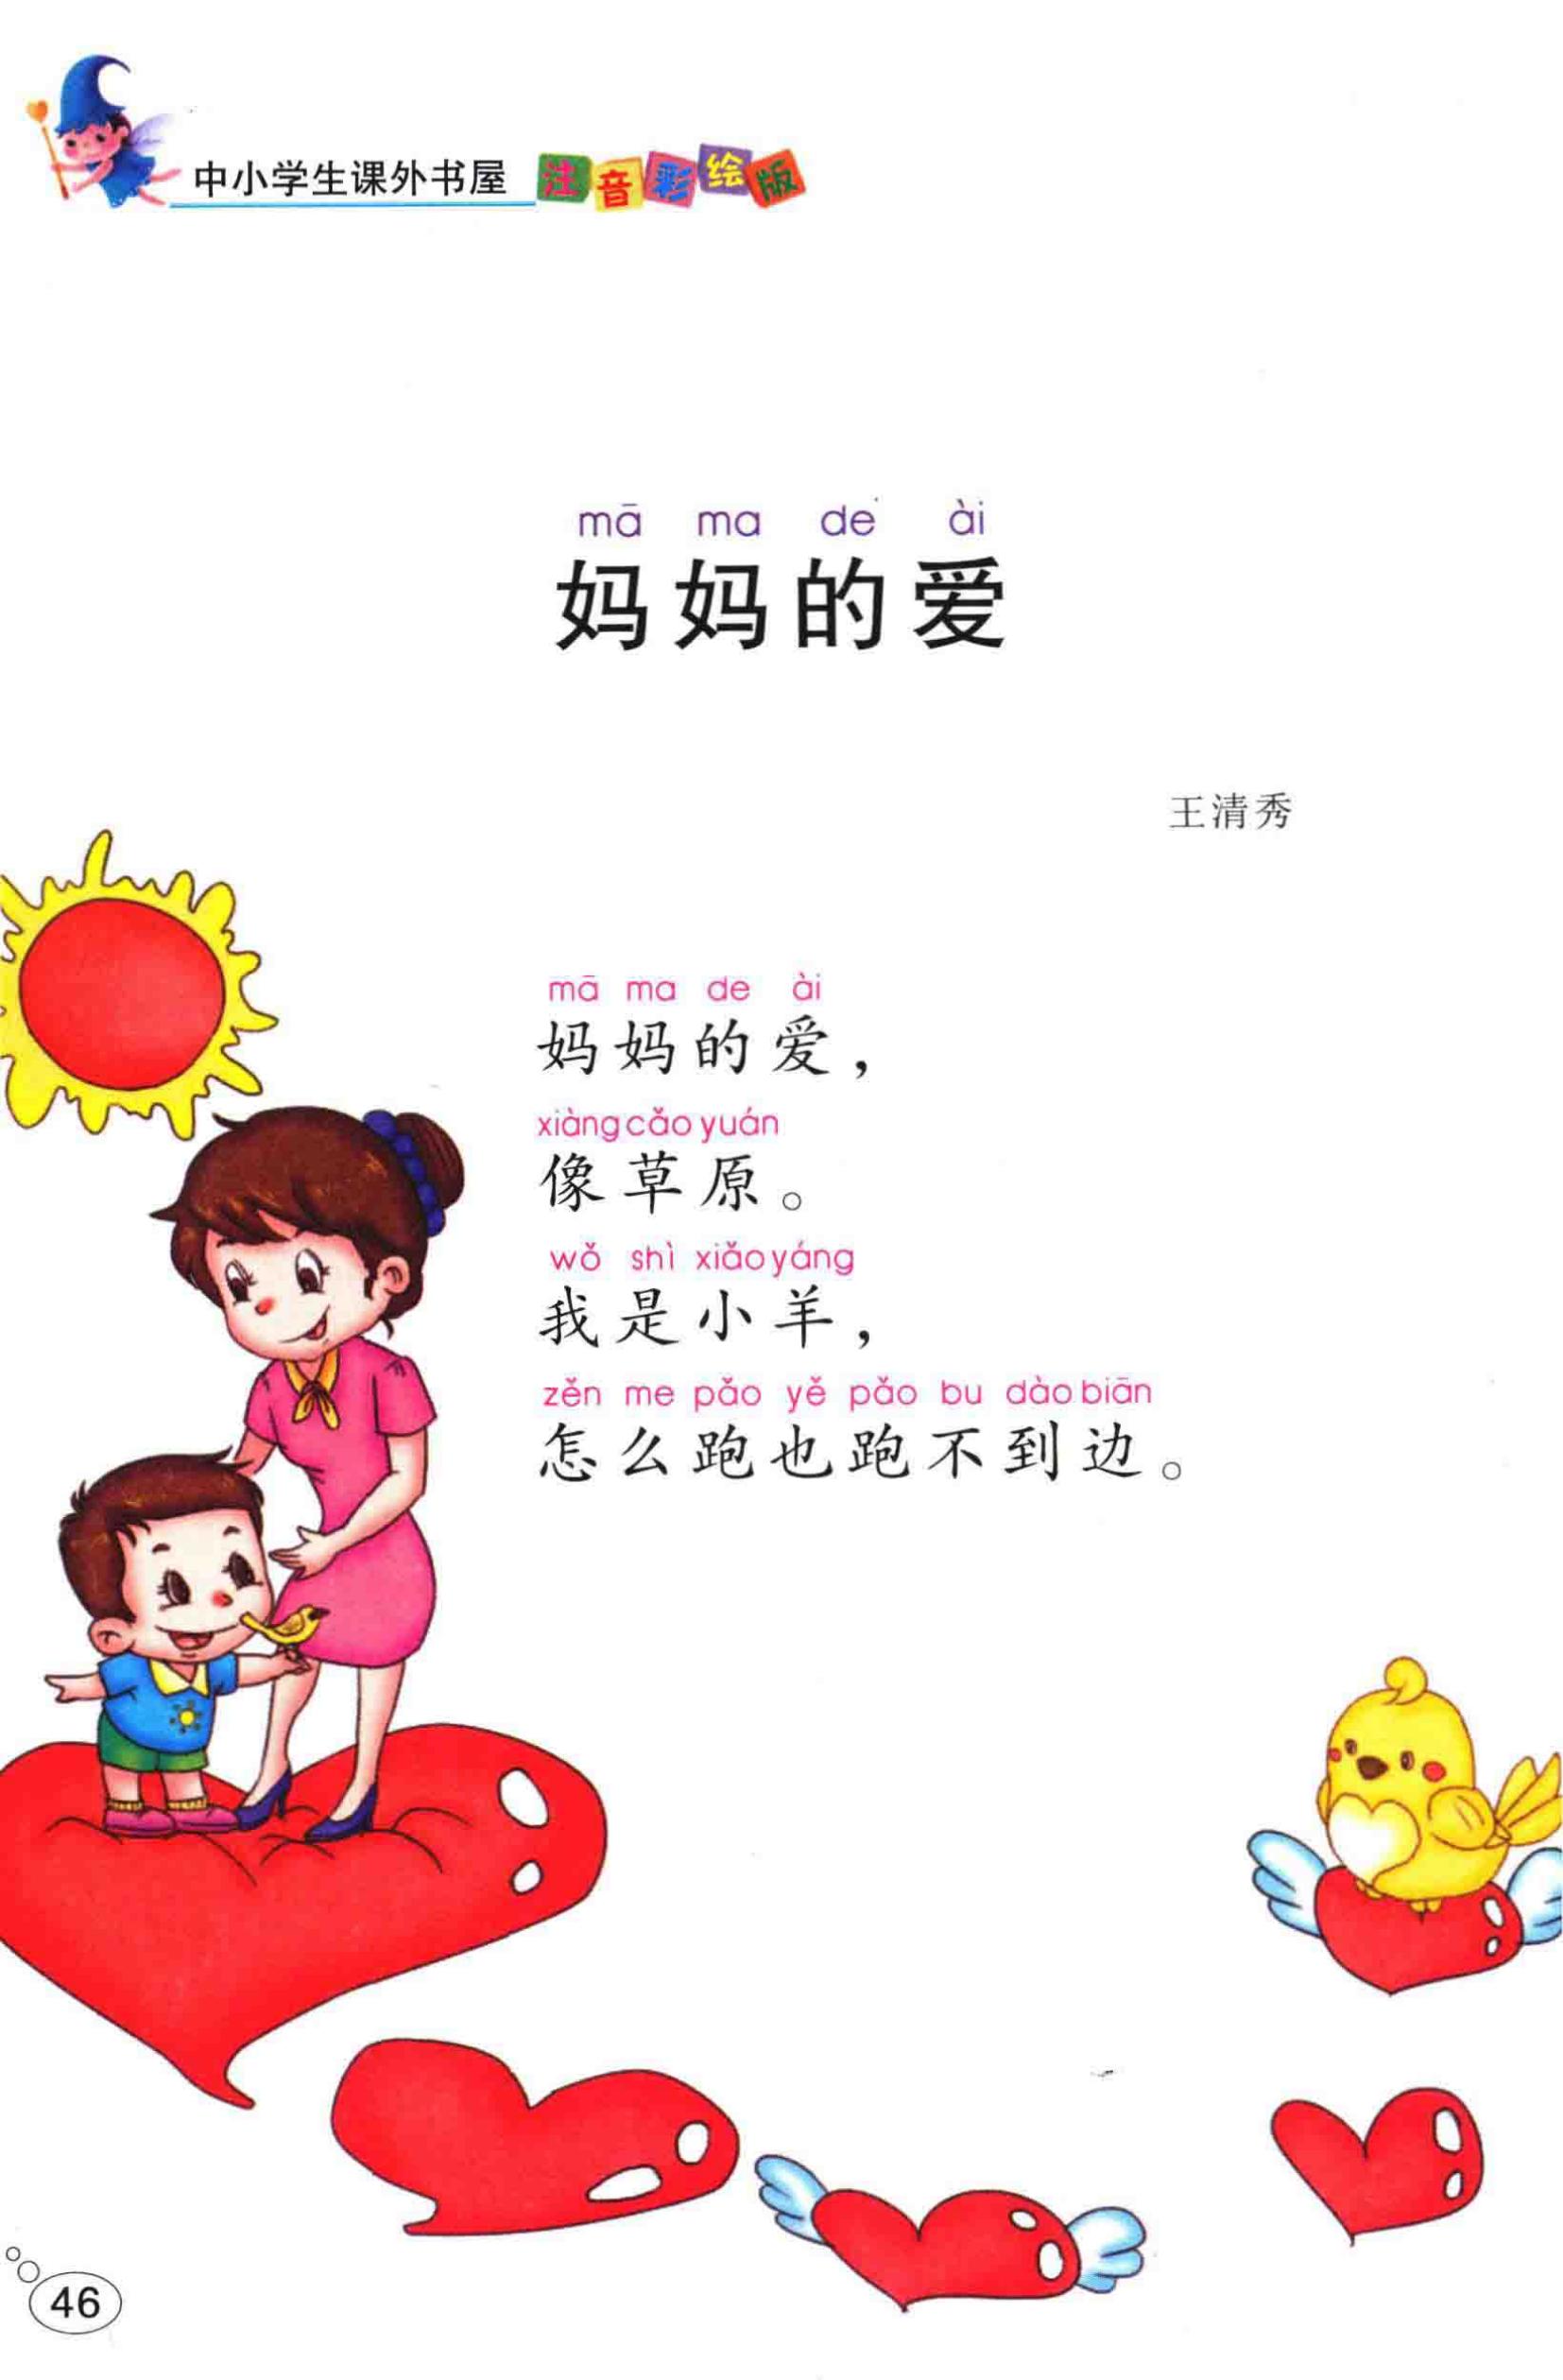 中小学生课外书屋 注音彩绘版
mā ma de ài
妈妈的爱
王清秀
mā ma de ài
妈妈的爱，
xiàng cǎo yuán
像草原。
wǒ shì xiǎo yáng
我是小羊，
zěn me pǎo yě pǎo bu dào biān
怎么跑也跑不到边。
46